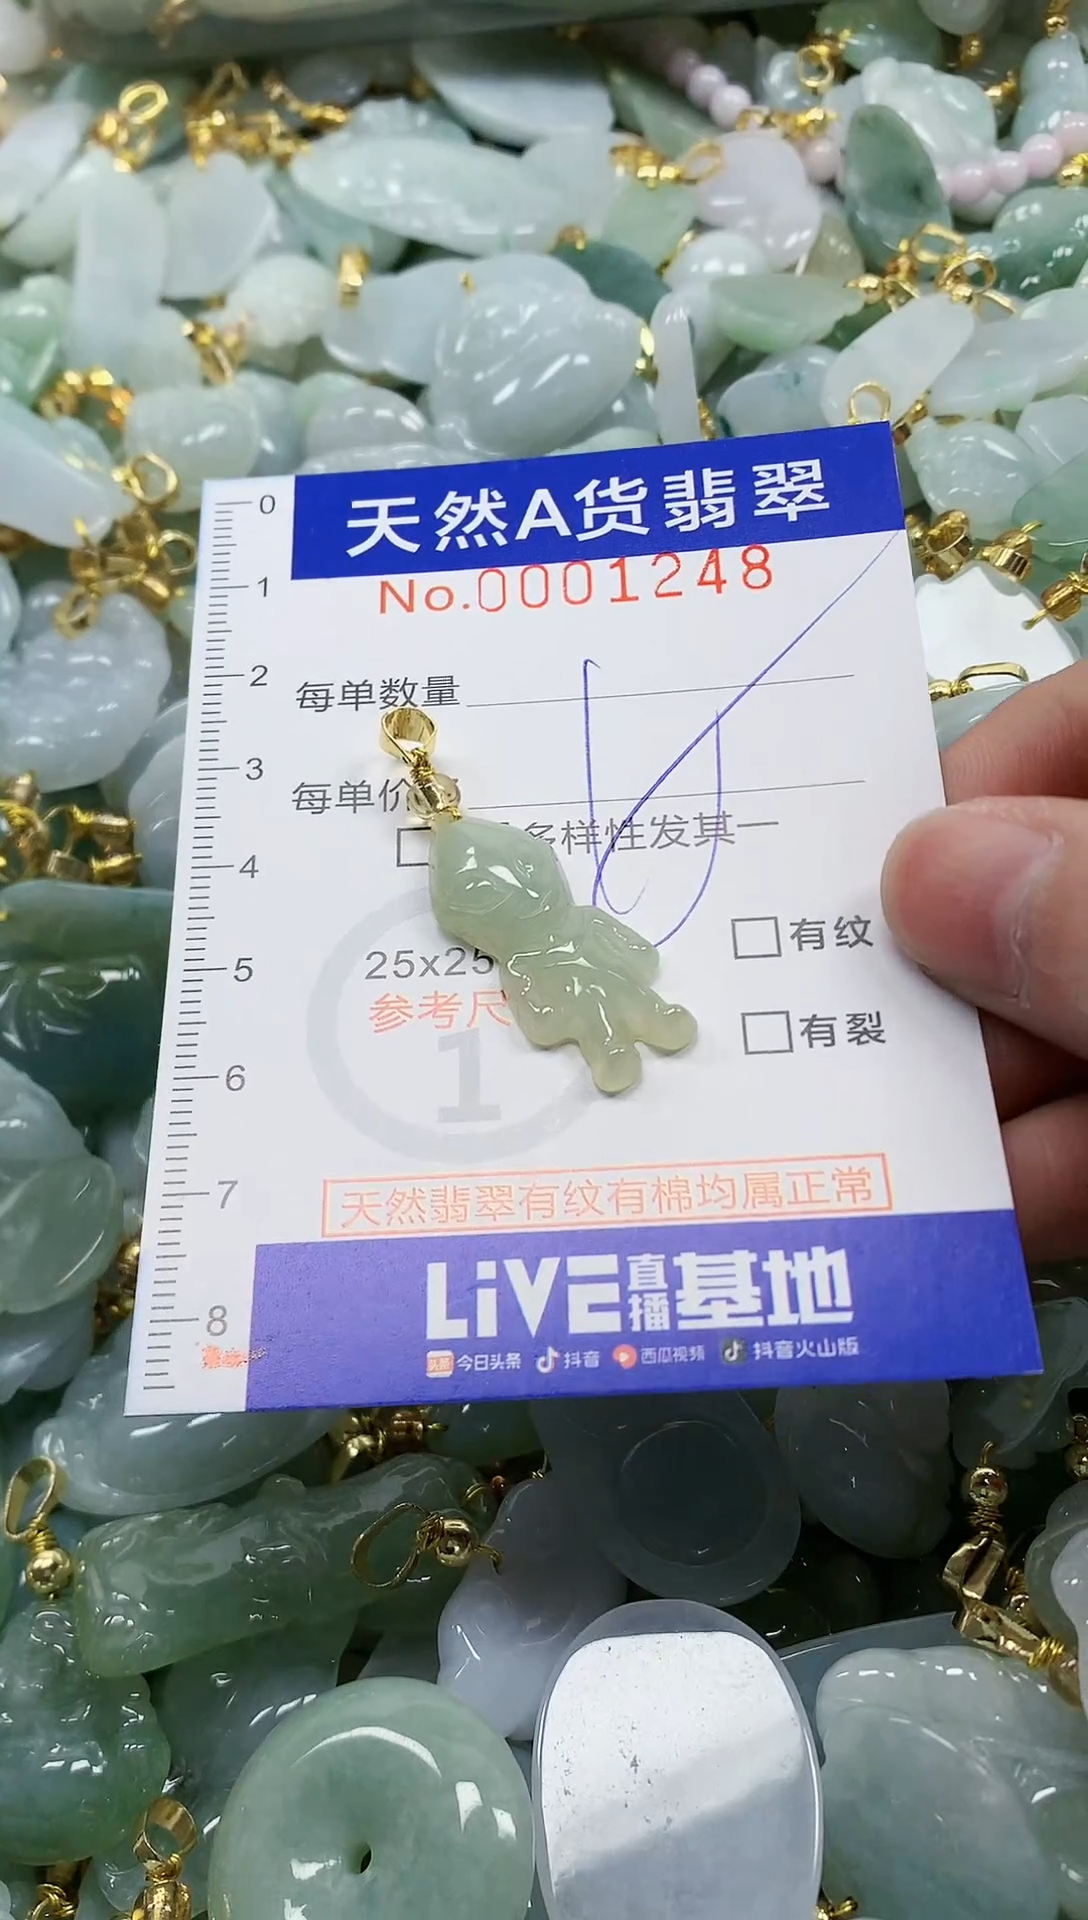 天然A货翡翠
No.0001248
0
1
2
3
4
5
6
7
8
每单数量
每单价
多样性发其一
25x25
参考尺
1
有纹
有裂
天然翡翠有纹有棉均属正常
LiVE直播基地
头条 今日头条 抖音 西瓜视频 抖音火山版